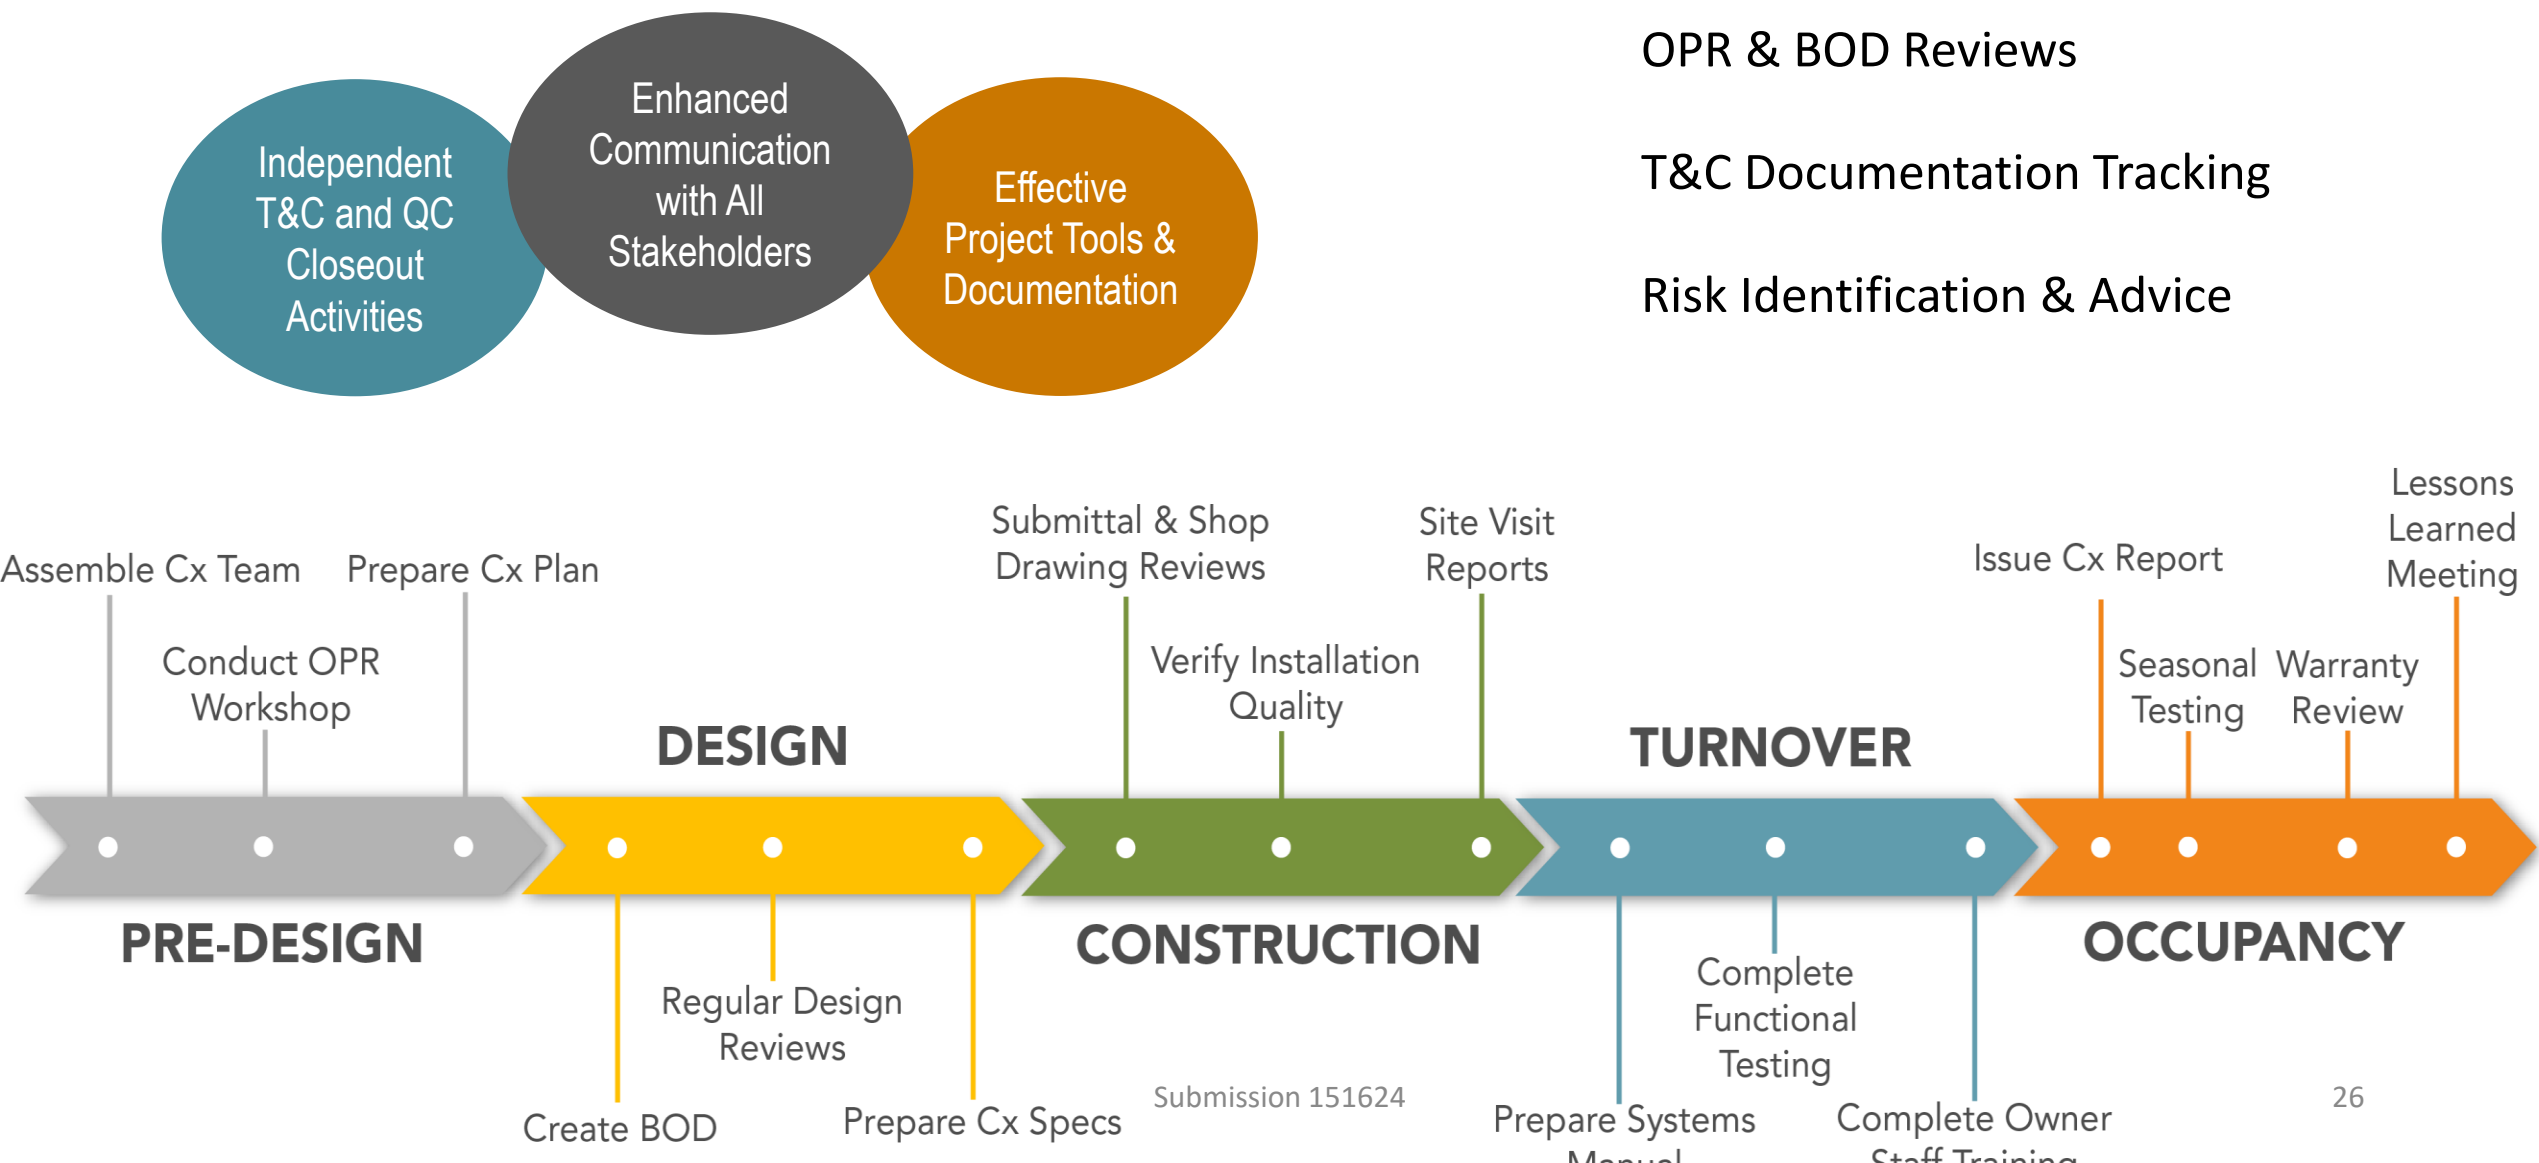 Independent
T&C and QC
Closeout
Activities
Enhanced
Communication
with All
Stakeholders
Effective
Project Tools &
Documentation
OPR & BOD Reviews
T&C Documentation Tracking
Risk Identification & Advice
Assemble Cx Team
Conduct OPR
Workshop
Prepare Cx Plan
PRE-DESIGN
DESIGN
Create BOD
Regular Design
Reviews
Prepare Cx Specs
Submittal & Shop
Drawing Reviews
Verify Installation
Quality
Site Visit
Reports
CONSTRUCTION
TURNOVER
Prepare Systems
Manual
Complete
Functional
Testing
Complete Owner
Staff Training
Issue Cx Report
Seasonal
Testing
Warranty
Review
Lessons
Learned
Meeting
OCCUPANCY
Submission 151624
26